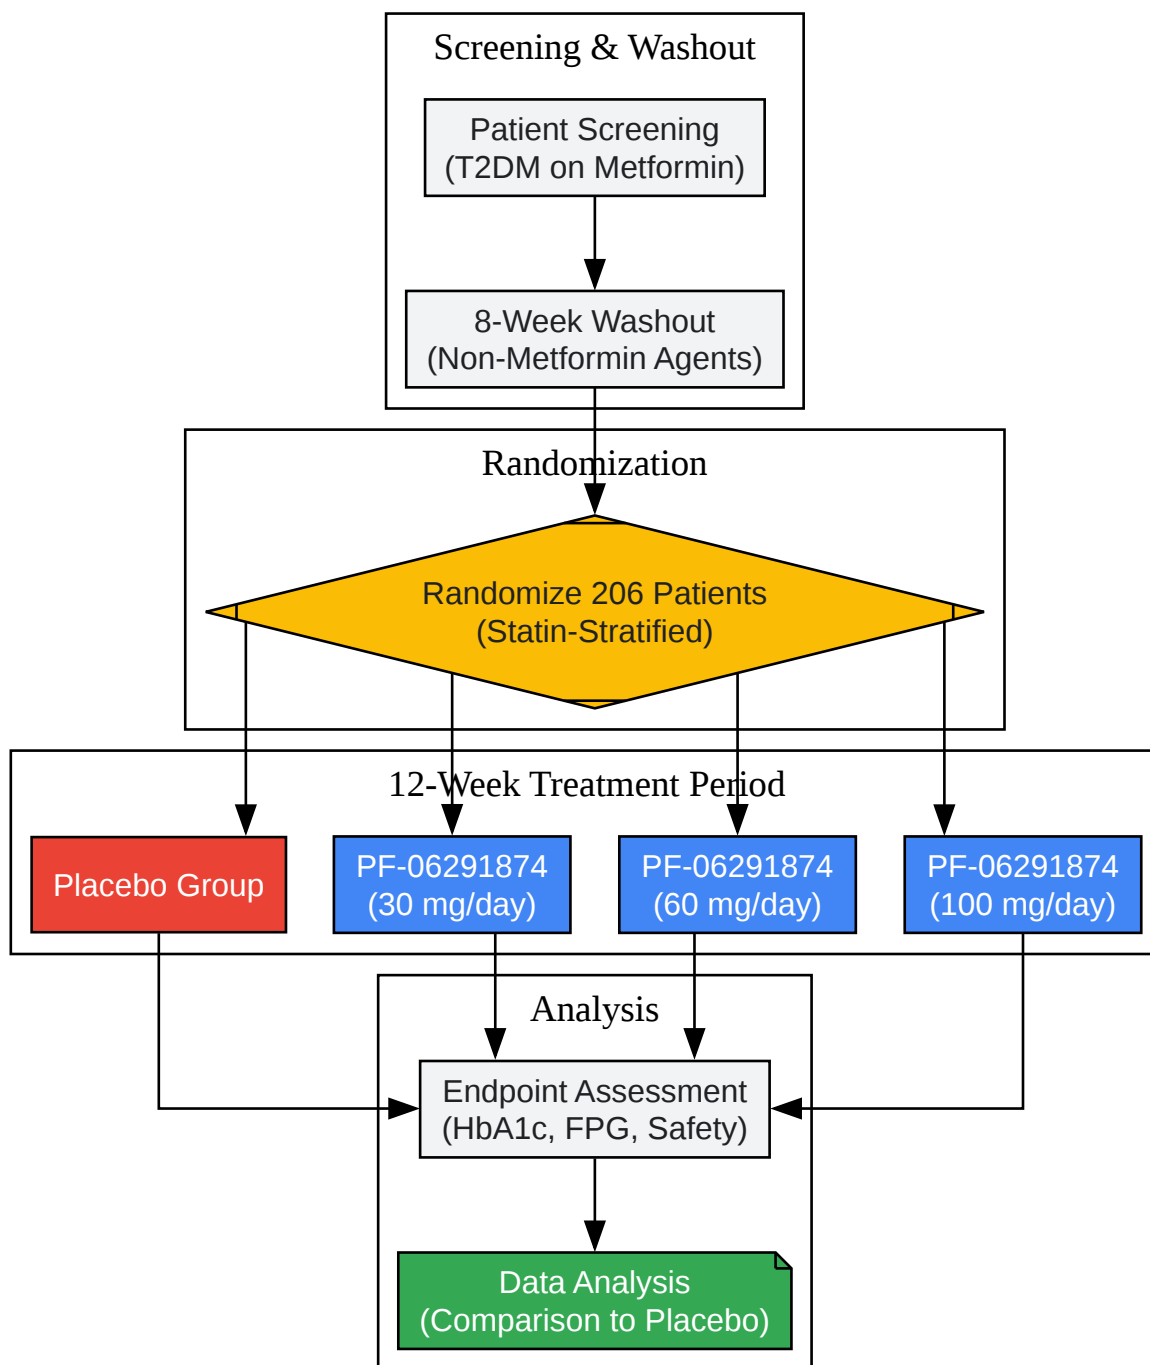 Screening & Washout
Patient Screening
(T2DM on Metformin)
8-Week Washout
(Non-Metformin Agents)
Randomization
Randomize 206 Patients
(Statin-Stratified)
12-Week Treatment Period
Placebo Group
PF-06291874
(30 mg/day)
PF-06291874
(60 mg/day)
PF-06291874
(100 mg/day)
Analysis
Endpoint Assessment
(HbA1c, FPG, Safety)
Data Analysis
(Comparison to Placebo)